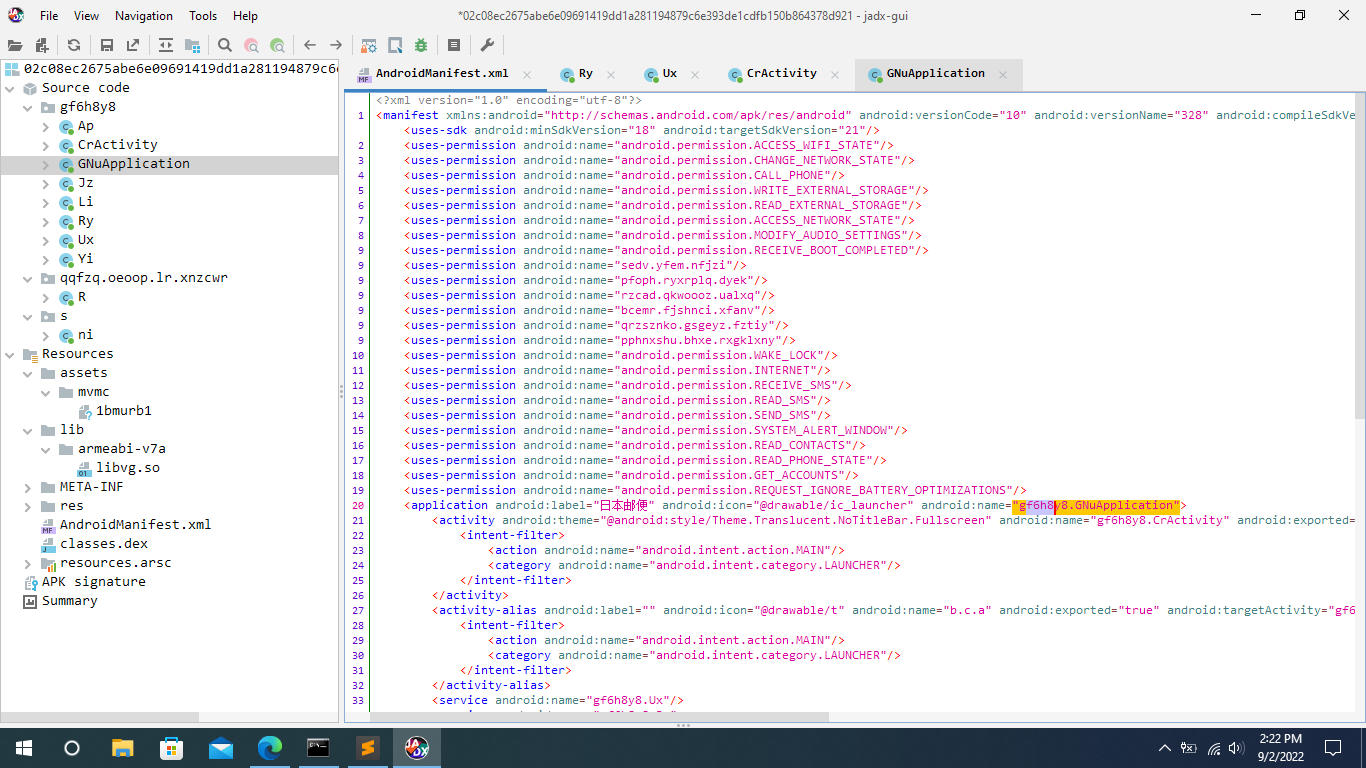 File View Navigation Tools Help
*02c08ec2675abe6e09691419dd1a281194879c6e393de1cdfb150b864378d921 - jadx-gui
02c08ec2675abe6e09691419dd1a281194879c6
Source code
gf6h8y8
Ap
CrActivity
GNuApplication
Jz
Li
Ry
Ux
Yi
qqfzq.oeoop.lr.xnzcwr
R
s
ni
Resources
assets
mvmc
1bmurb1
lib
armeabi-v7a
libvg.so
META-INF
res
AndroidManifest.xml
classes.dex
resources.arsc
APK signature
Summary
AndroidManifest.xml Ry Ux CrActivity GNuApplication
<?xml version="1.0" encoding="utf-8"?>
1 <manifest xmlns:android="http://schemas.android.com/apk/res/android" android:versionCode="10" android:versionName="328" android:compileSdkVe
<uses-sdk android:minSdkVersion="18" android:targetSdkVersion="21"/>
2 <uses-permission android:name="android.permission.ACCESS_WIFI_STATE"/>
3 <uses-permission android:name="android.permission.CHANGE_NETWORK_STATE"/>
4 <uses-permission android:name="android.permission.CALL_PHONE"/>
5 <uses-permission android:name="android.permission.WRITE_EXTERNAL_STORAGE"/>
6 <uses-permission android:name="android.permission.READ_EXTERNAL_STORAGE"/>
7 <uses-permission android:name="android.permission.ACCESS_NETWORK_STATE"/>
8 <uses-permission android:name="android.permission.MODIFY_AUDIO_SETTINGS"/>
9 <uses-permission android:name="android.permission.RECEIVE_BOOT_COMPLETED"/>
9 <uses-permission android:name="sedv.yfem.nfjzi"/>
9 <uses-permission android:name="pfoph.ryxrplq.dyek"/>
9 <uses-permission android:name="rzcad.qkwoooz.ualxq"/>
9 <uses-permission android:name="bcemr.fjshnci.xfanv"/>
9 <uses-permission android:name="qrzsznko.gsgeyz.fztiy"/>
9 <uses-permission android:name="pphnxshu.bhxe.rxgklxny"/>
10 <uses-permission android:name="android.permission.WAKE_LOCK"/>
11 <uses-permission android:name="android.permission.INTERNET"/>
12 <uses-permission android:name="android.permission.RECEIVE_SMS"/>
13 <uses-permission android:name="android.permission.READ_SMS"/>
14 <uses-permission android:name="android.permission.SEND_SMS"/>
15 <uses-permission android:name="android.permission.SYSTEM_ALERT_WINDOW"/>
16 <uses-permission android:name="android.permission.READ_CONTACTS"/>
17 <uses-permission android:name="android.permission.READ_PHONE_STATE"/>
18 <uses-permission android:name="android.permission.GET_ACCOUNTS"/>
19 <uses-permission android:name="android.permission.REQUEST_IGNORE_BATTERY_OPTIMIZATIONS"/>
20 <application android:label="日本邮便" android:icon="@drawable/ic_launcher" android:name="gf6h8y8.GNuApplication">
21 <activity android:theme="@android:style/Theme.Translucent.NoTitleBar.Fullscreen" android:name="gf6h8y8.CrActivity" android:exported=
22 <intent-filter>
23 <action android:name="android.intent.action.MAIN"/>
24 <category android:name="android.intent.category.LAUNCHER"/>
25 </intent-filter>
26 </activity>
27 <activity-alias android:label="" android:icon="@drawable/t" android:name="b.c.a" android:exported="true" android:targetActivity="gf6
28 <intent-filter>
29 <action android:name="android.intent.action.MAIN"/>
30 <category android:name="android.intent.category.LAUNCHER"/>
31 </intent-filter>
32 </activity-alias>
33 <service android:name="gf6h8y8.Ux"/>
2:22 PM
9/2/2022